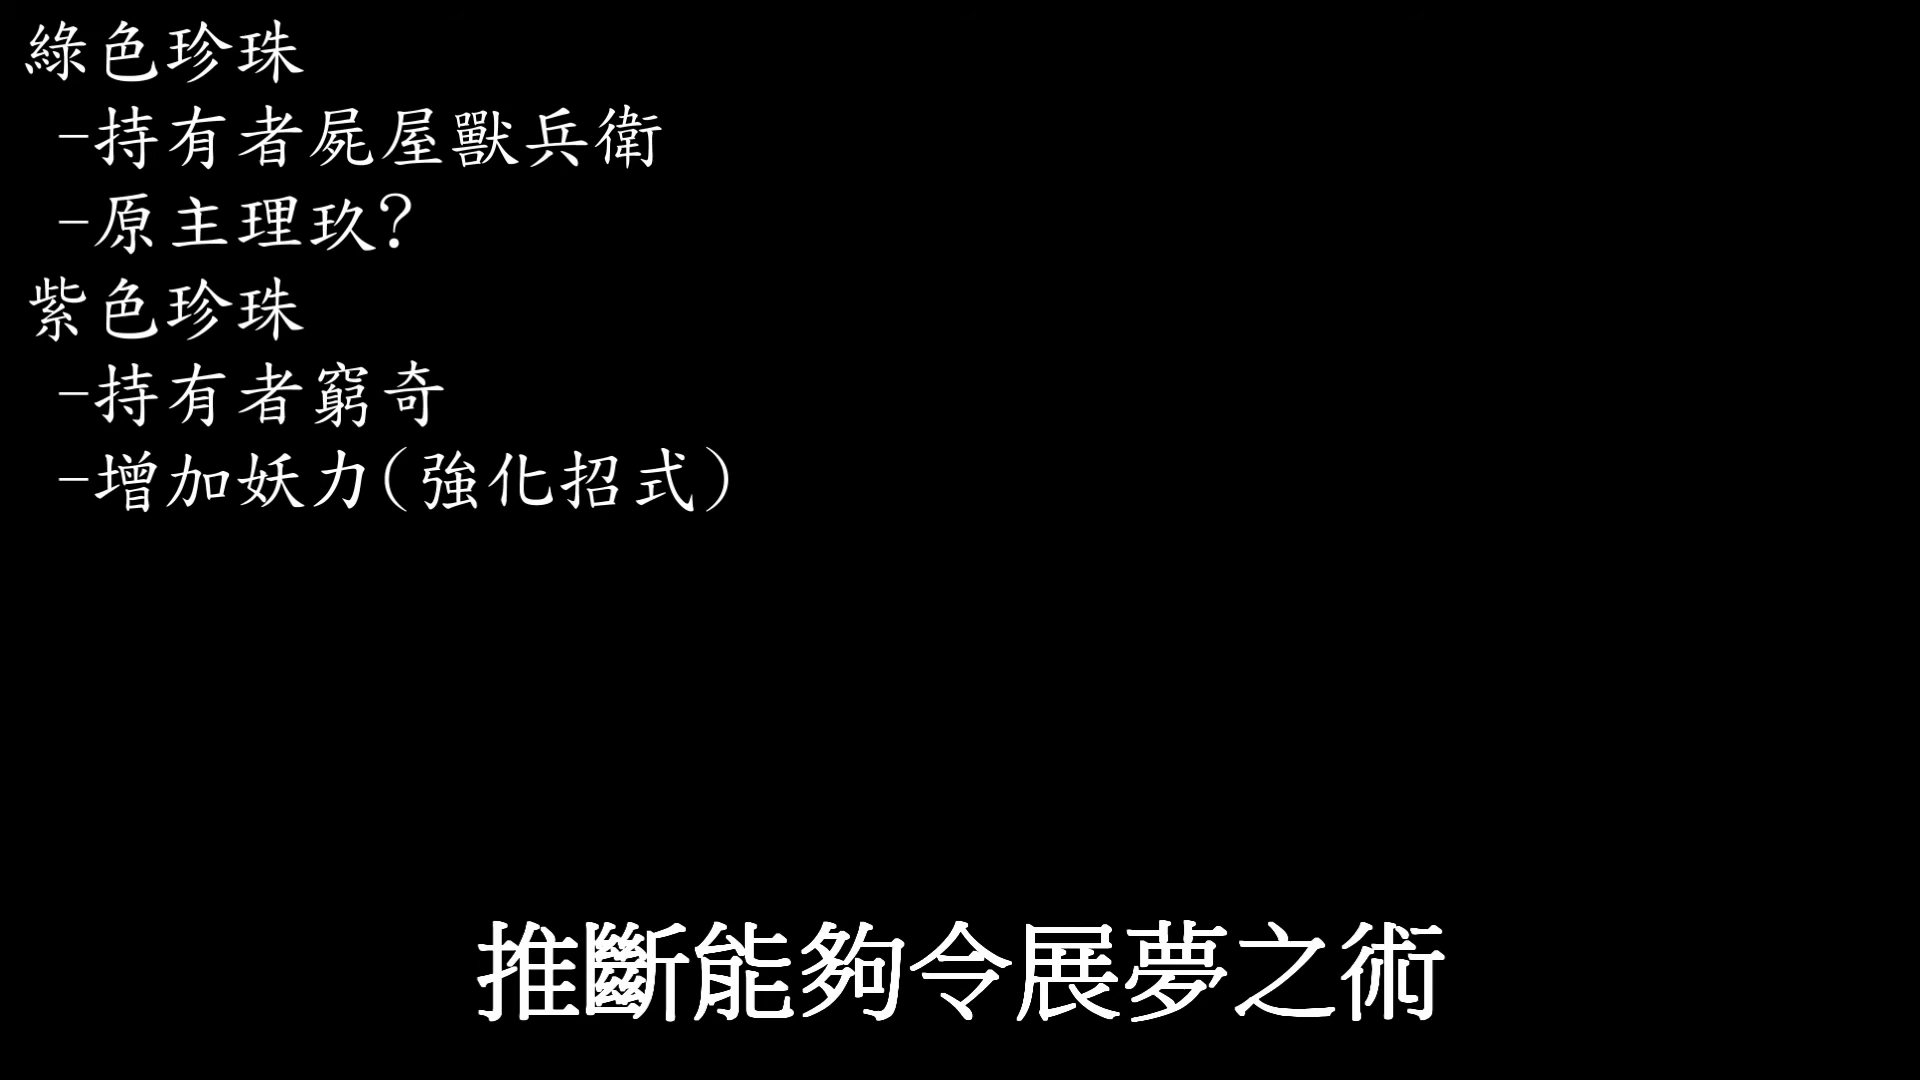 綠色珍珠
-持有者屍屋獸兵衛
-原主理玖?
紫色珍珠
-持有者窮奇
-增加妖力(強化招式)
推斷能夠令展夢之術